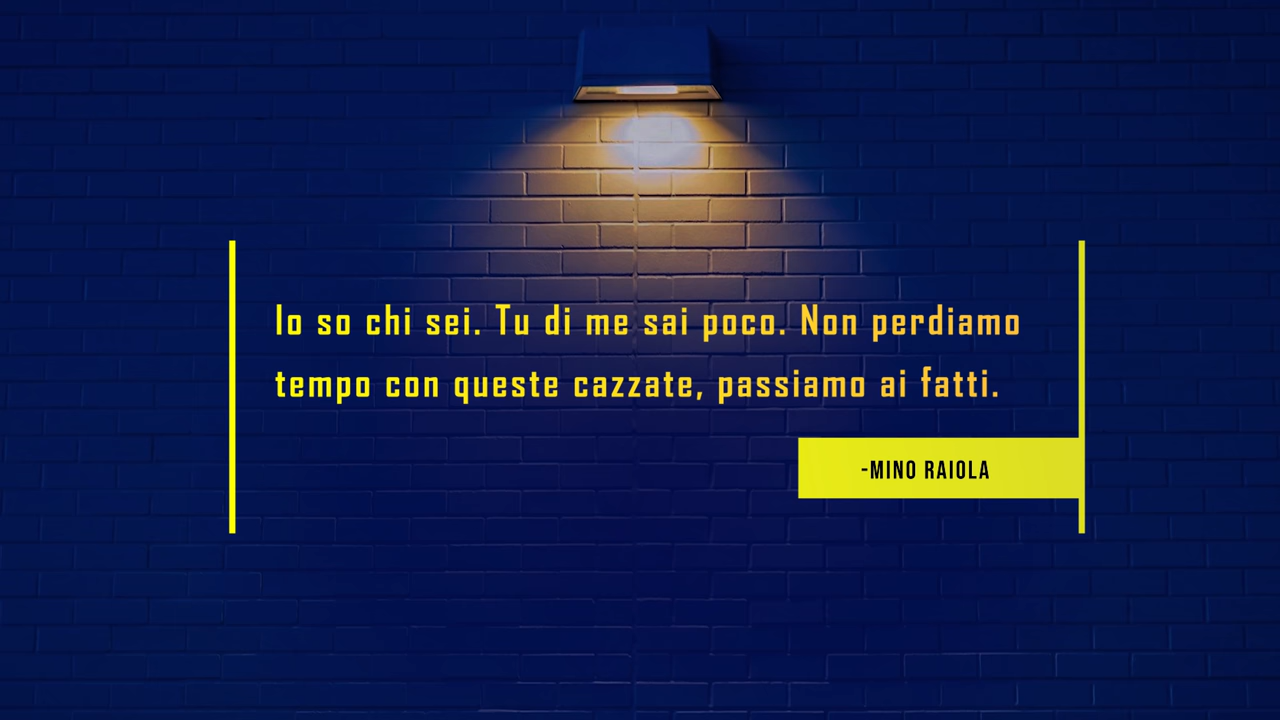 Io so chi sei. Tu di me sai poco. Non perdiamo
tempo con queste cazzate, passiamo ai fatti.
-MINO RAIOLA